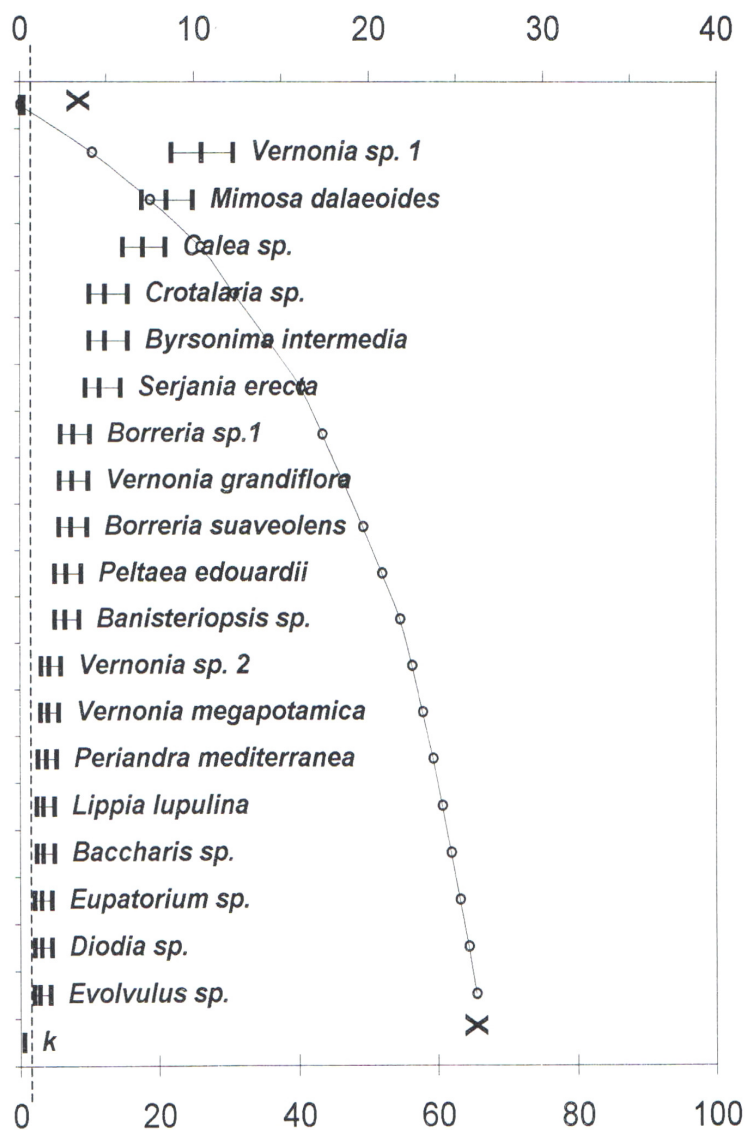 0 10 20 30 40
X
Vernonia sp. 1
Mimosa dalaeoides
Calea sp.
Crotalaria sp.
Byrsonima intermedia
Serjania erecta
Borreria sp.1
Vernonia grandiflora
Borreria suaveolens
Peltaea edouardii
Banisteriopsis sp.
Vernonia sp. 2
Vernonia megapotamica
Periandra mediterranea
Lippia lupulina
Baccharis sp.
Eupatorium sp.
Diodia sp.
Evolvulus sp.
X
k
0 20 40 60 80 100